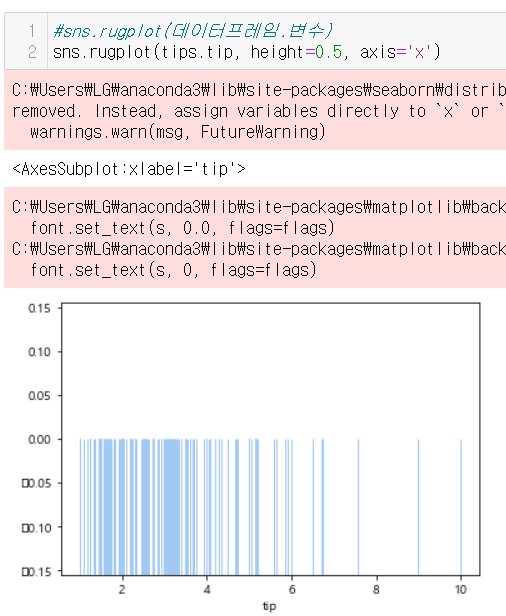 1 #sns.rugplot(데이터프레임.변수)
2 sns.rugplot(tips.tip, height=0.5, axis='x')
C:₩Users₩LG₩anaconda3₩lib₩site-packages₩seaborn₩distrib
removed. Instead, assign variables directly to `x` or `
warnings.warn(msg, FutureWarning)
<AxesSubplot:xlabel='tip'>
C:₩Users₩LG₩anaconda3₩lib₩site-packages₩matplotlib₩back
font.set_text(s, 0.0, flags=flags)
C:₩Users₩LG₩anaconda3₩lib₩site-packages₩matplotlib₩back
font.set_text(s, 0, flags=flags)
0.15
0.10
0.05
0.00
□0.05
□0.10
□0.15
2 4 6 8 10
tip